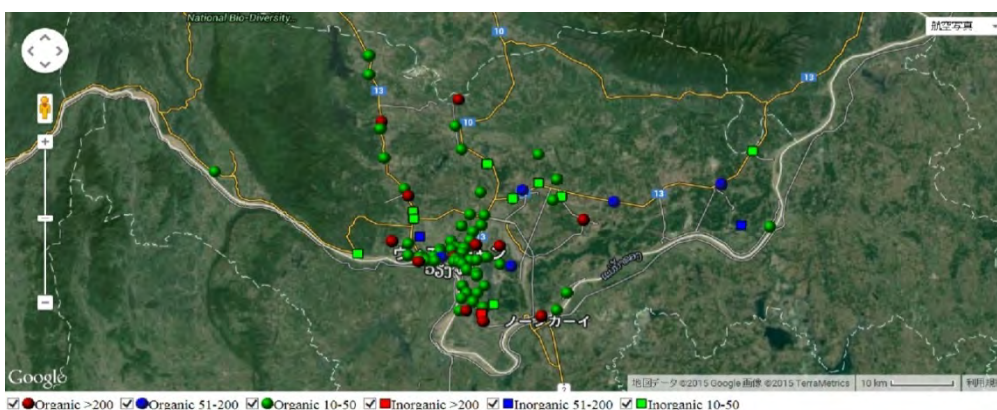 National Bio-Diversity
10
航空写真
13
13
10
13
ノーンカーイ
Google
地図データ ©2015 Google 画像 ©2015 TerraMetrics
10 km
Organic >200
Organic 51-200
Organic 10-50
Inorganic >200
Inorganic 51-200
Inorganic 10-50